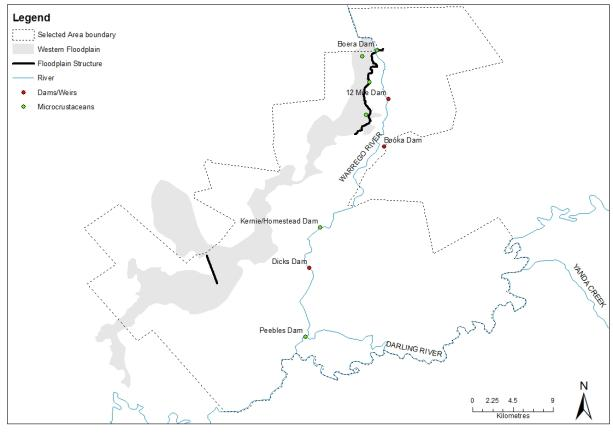 Legend
Selected Area boundary
Western Floodplain
Floodplain Structure
River
Dams/Weirs
Microcrustaceans
Boera Dam
12 Mile Dam
Booka Dam
WARREGO RIVER
Kernie/Homestead Dam
Dicks Dam
YANDA CREEK
Peebles Dam
DARLING RIVER
N
0 2.25 4.5 9
Kilometres